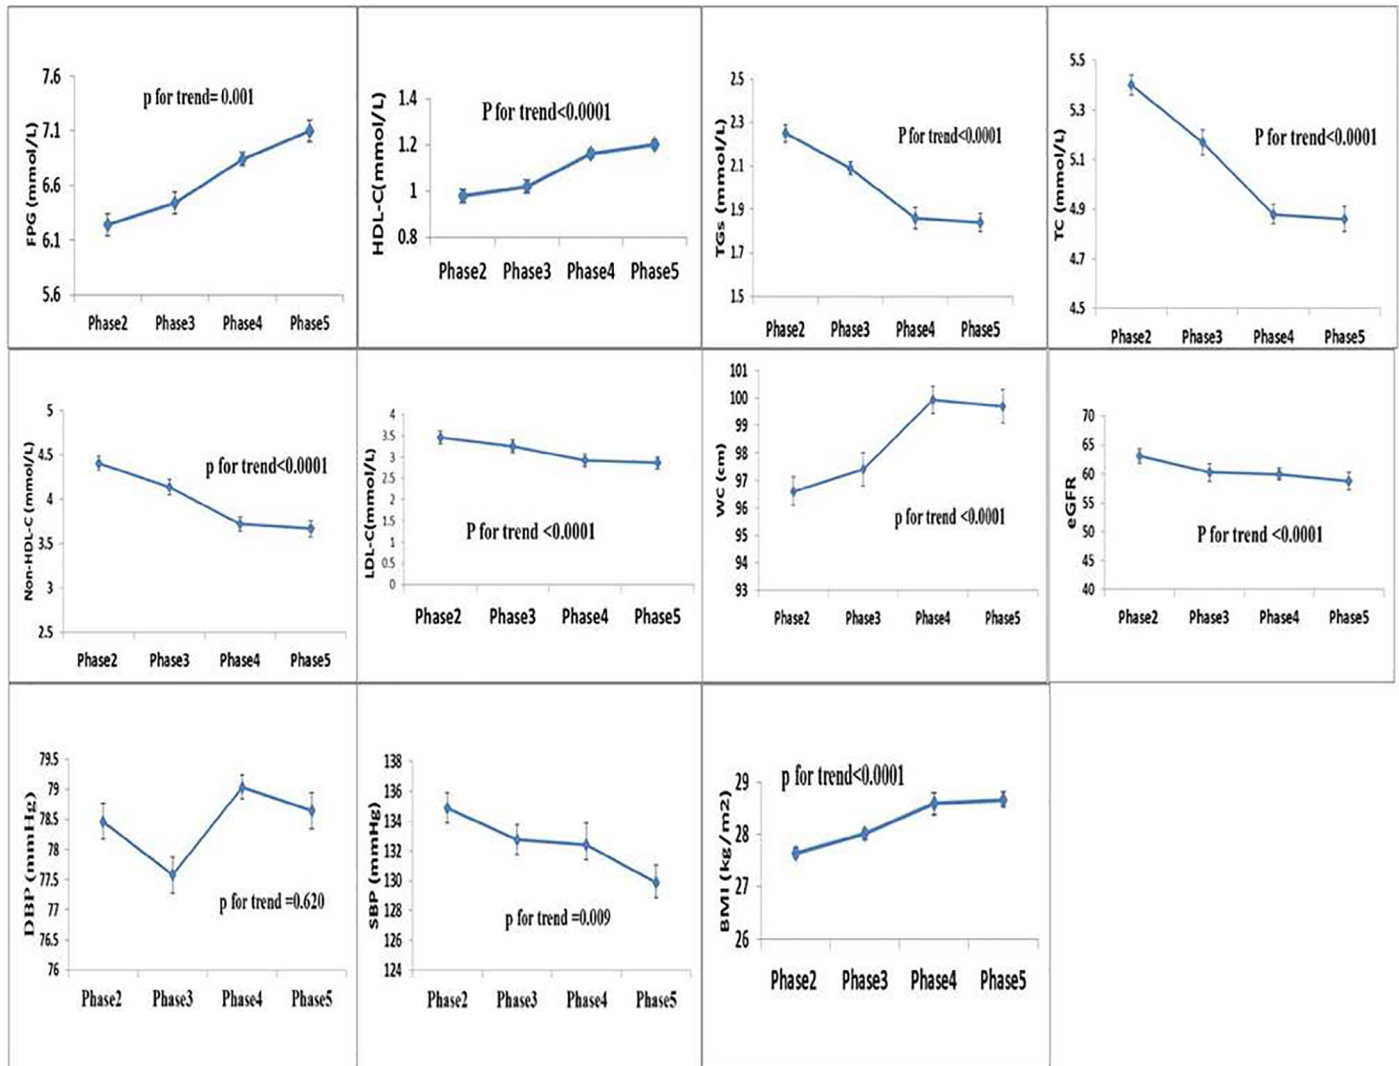 FPG (mmol/L)
7.6
7.1
6.6
6.1
5.6
p for trend= 0.001
Phase2 Phase3 Phase4 Phase5
HDL-C(mmol/L)
1.4
1.2
1
0.8
P for trend<0.0001
Phase2 Phase3 Phase4 Phase5
TGs (mmol/L)
2.5
2.3
2.1
1.9
1.7
1.5
P for trend<0.0001
Phase2 Phase3 Phase4 Phase5
TC (mmol/L)
5.5
5.3
5.1
4.9
4.7
4.5
P for trend<0.0001
Phase2 Phase3 Phase4 Phase5
Non-HDL-C (mmol/L)
5
4.5
4
3.5
3
2.5
p for trend<0.0001
Phase2 Phase3 Phase4 Phase5
LDL-C(mmol/L)
4
3.5
3
2.5
2
1.5
1
0.5
0
P for trend <0.0001
Phase2 Phase3 Phase4 Phase5
WC (cm)
101
100
99
98
97
96
95
94
93
p for trend <0.0001
Phase2 Phase3 Phase4 Phase5
eGFR
70
65
60
55
50
45
40
P for trend <0.0001
Phase2 Phase3 Phase4 Phase5
DBP (mmHg)
79.5
79
78.5
78
77.5
77
76.5
76
p for trend =0.620
Phase2 Phase3 Phase4 Phase5
SBP (mmHg)
138
136
134
132
130
128
126
124
p for trend =0.009
Phase2 Phase3 Phase4 Phase5
BMI (kg/m2)
29
28
27
26
p for trend<0.0001
Phase2 Phase3 Phase4 Phase5